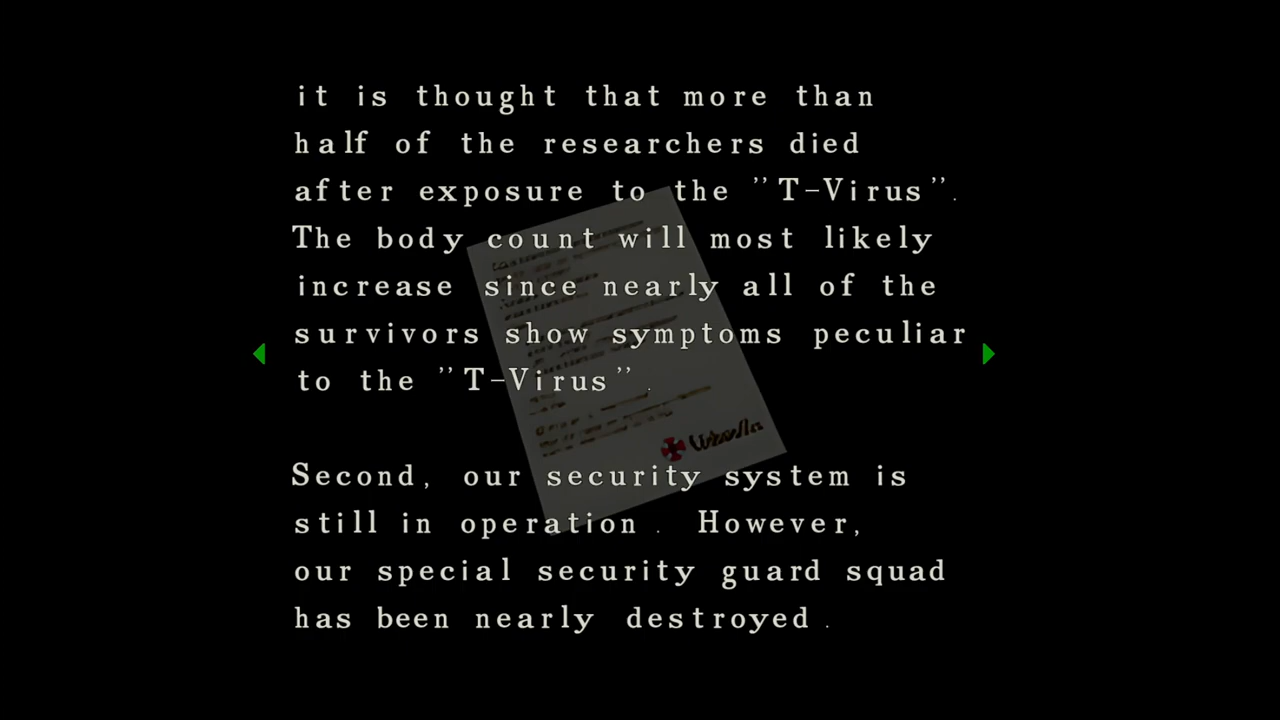 it is thought that more than
half of the researchers died
after exposure to the "T-Virus".
The body count will most likely
increase since nearly all of the
survivors show symptoms peculiar
to the "T-Virus".
Second, our security system is
still in operation. However,
our special security guard squad
has been nearly destroyed.